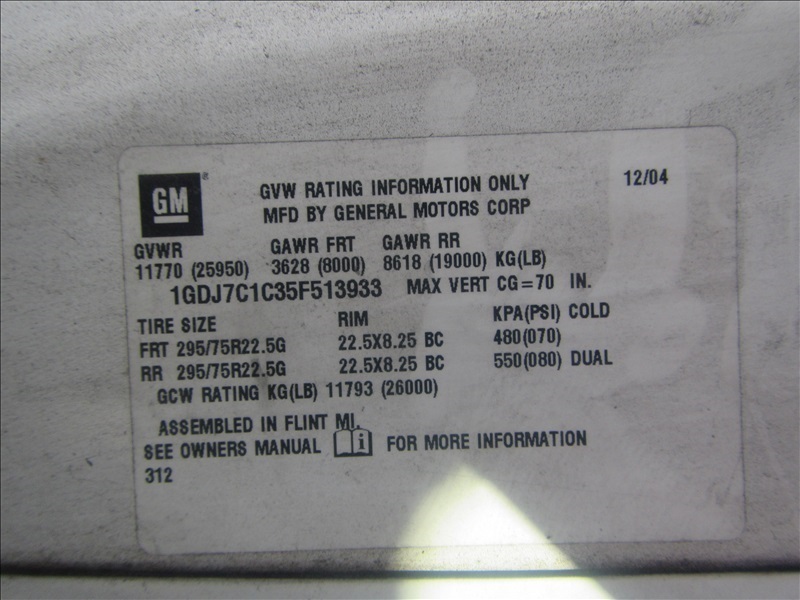 GM ® GVW RATING INFORMATION ONLY 12/04
MFD BY GENERAL MOTORS CORP
GVWR GAWR FRT GAWR RR
11770 (25950) 3628 (8000) 8618 (19000) KG(LB)
1GDJ7C1C35F513933 MAX VERT CG=70 IN.
TIRE SIZE RIM KPA(PSI) COLD
FRT 295/75R22.5G 22.5X8.25 BC 480(070)
RR 295/75R22.5G 22.5X8.25 BC 550(080) DUAL
GCW RATING KG(LB) 11793 (26000)
ASSEMBLED IN FLINT MI.
SEE OWNERS MANUAL i FOR MORE INFORMATION
312